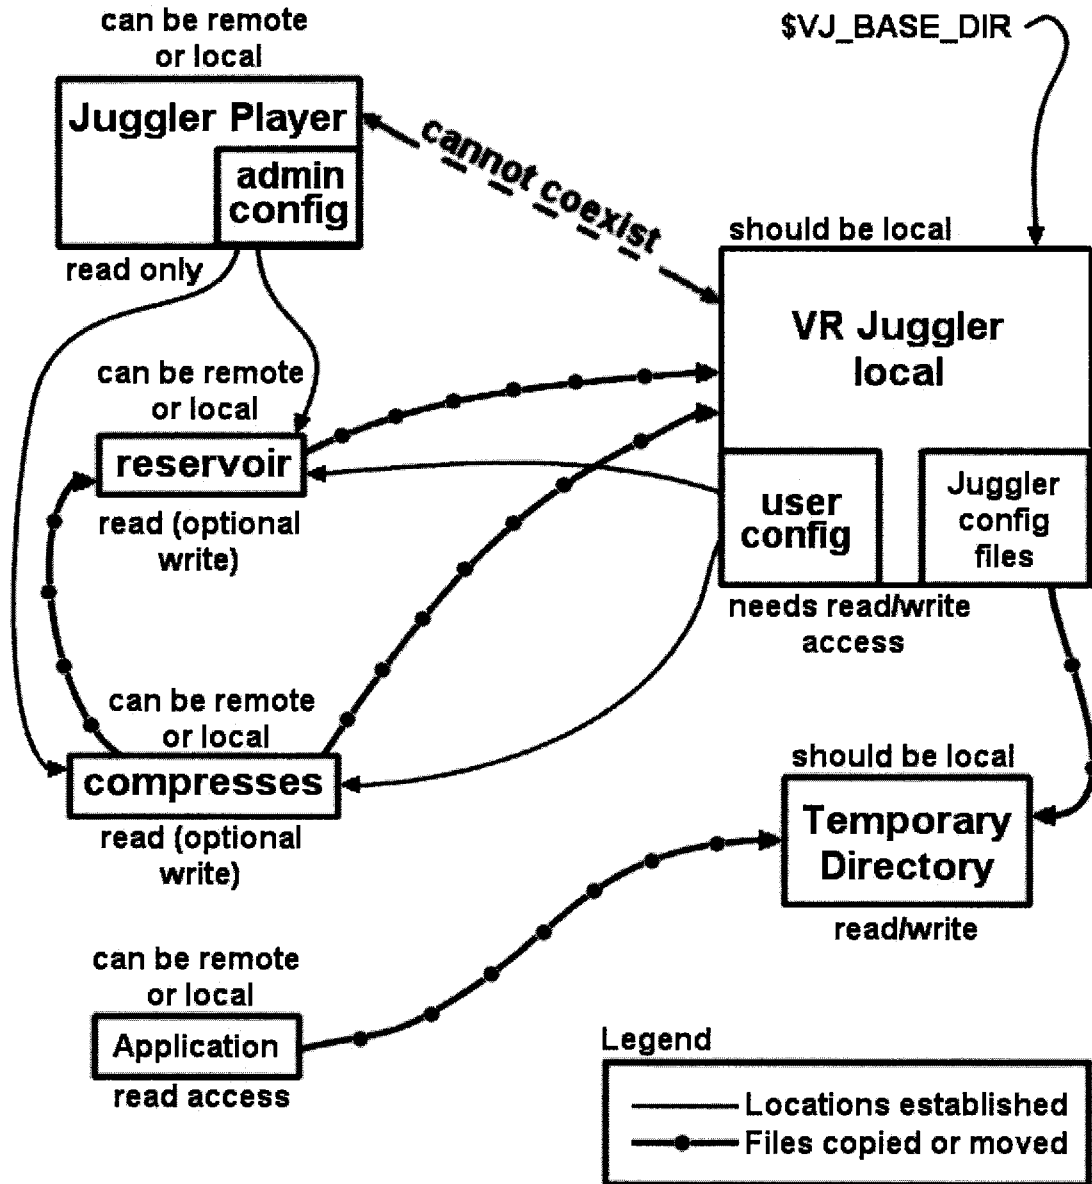 can be remote
or local
$VJ_BASE_DIR
Juggler Player
admin
config
read only
cannot coexist
should be local
VR Juggler
local
user
config
Juggler
config
files
needs read/write
access
can be remote
or local
reservoir
read (optional
write)
can be remote
or local
compresses
read (optional
write)
should be local
Temporary
Directory
read/write
can be remote
or local
Application
read access
Legend
Locations established
Files copied or moved